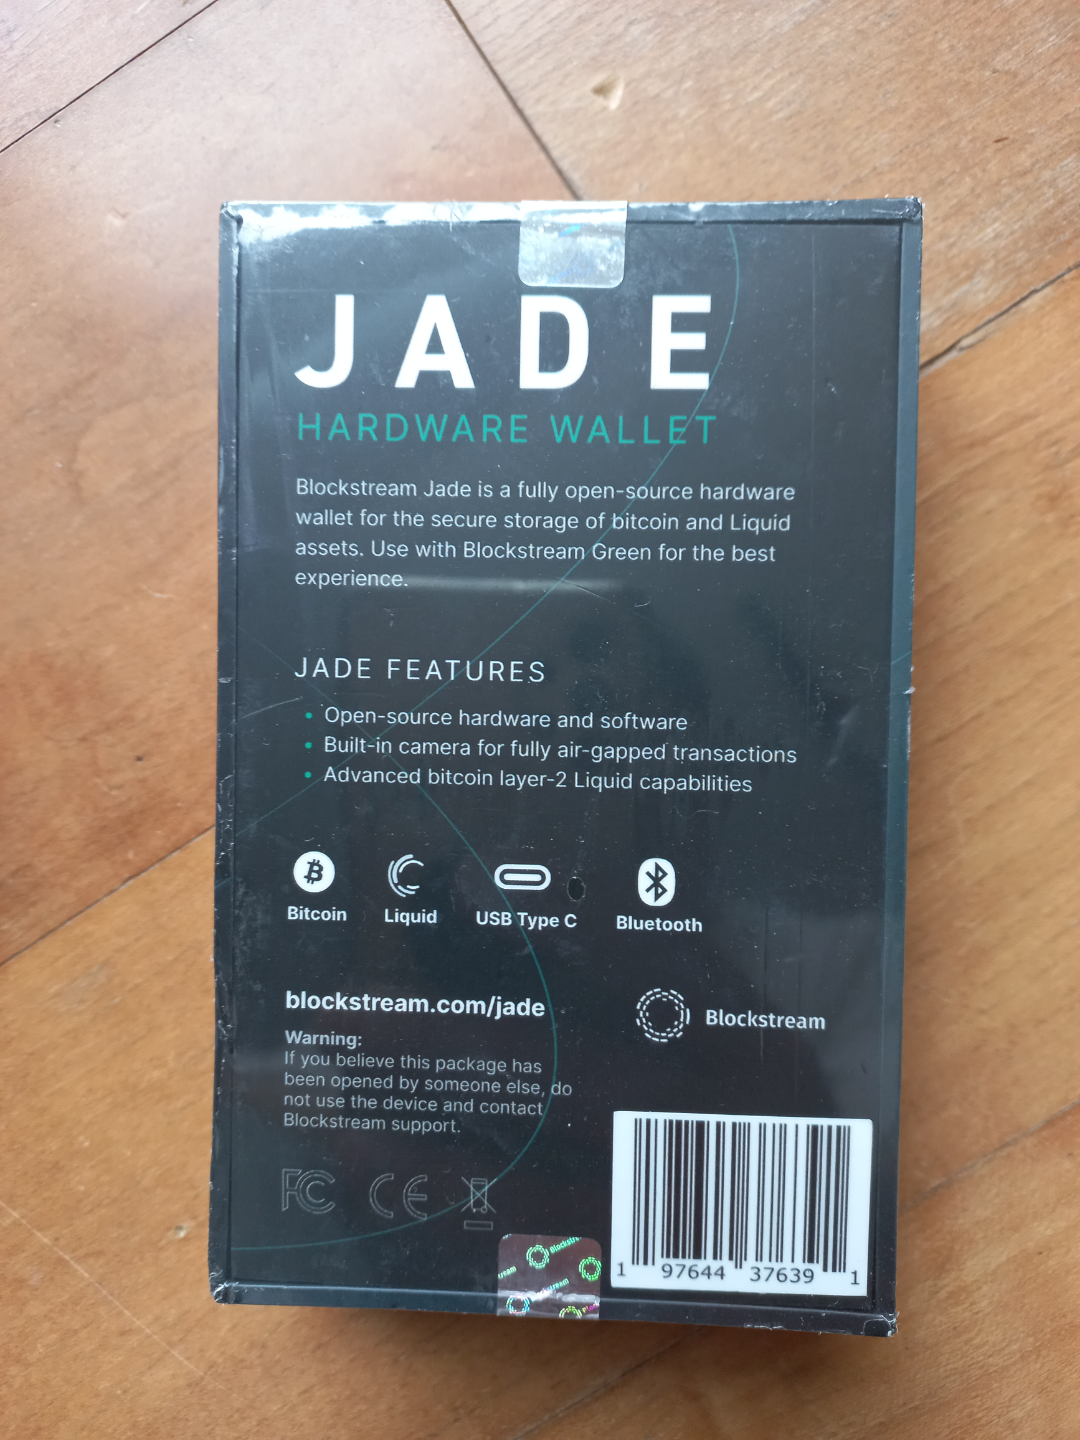 JADE
HARDWARE WALLET
Blockstream Jade is a fully open-source hardware
wallet for the secure storage of bitcoin and Liquid
assets. Use with Blockstream Green for the best
experience.
JADE FEATURES
• Open-source hardware and software
• Built-in camera for fully air-gapped transactions
• Advanced bitcoin layer-2 Liquid capabilities
Bitcoin
Liquid
USB Type C
Bluetooth
blockstream.com/jade
Blockstream
Warning:
If you believe this package has
been opened by someone else, do
not use the device and contact
Blockstream support.
FC CE
Blockstream
1 97644 37639 1